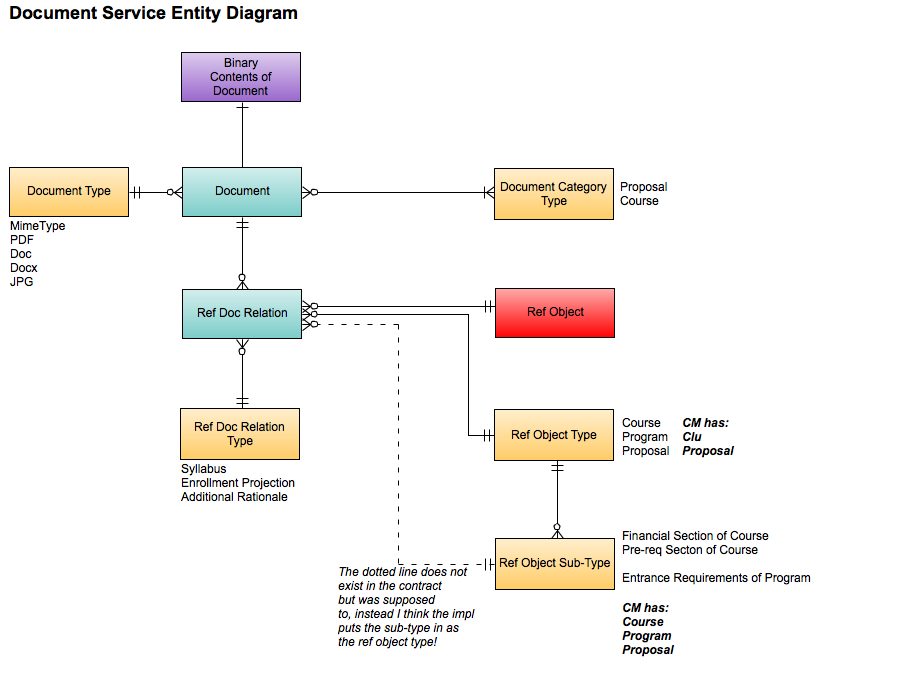 Document Service Entity Diagram
Binary
Contents of
Document
Document Type
Document
Document Category
Type
Proposal
Course
MimeType
PDF
Doc
Docx
JPG
Ref Doc Relation
Ref Object
Ref Doc Relation
Type
Syllabus
Enrollment Projection
Additional Rationale
Ref Object Type
Course
Program
Proposal
CM has:
Clu
Proposal
Ref Object Sub-Type
Financial Section of Course
Pre-req Secton of Course
Entrance Requirements of Program
CM has:
Course
Program
Proposal
The dotted line does not
exist in the contract
but was supposed
to, instead I think the impl
puts the sub-type in as
the ref object type!